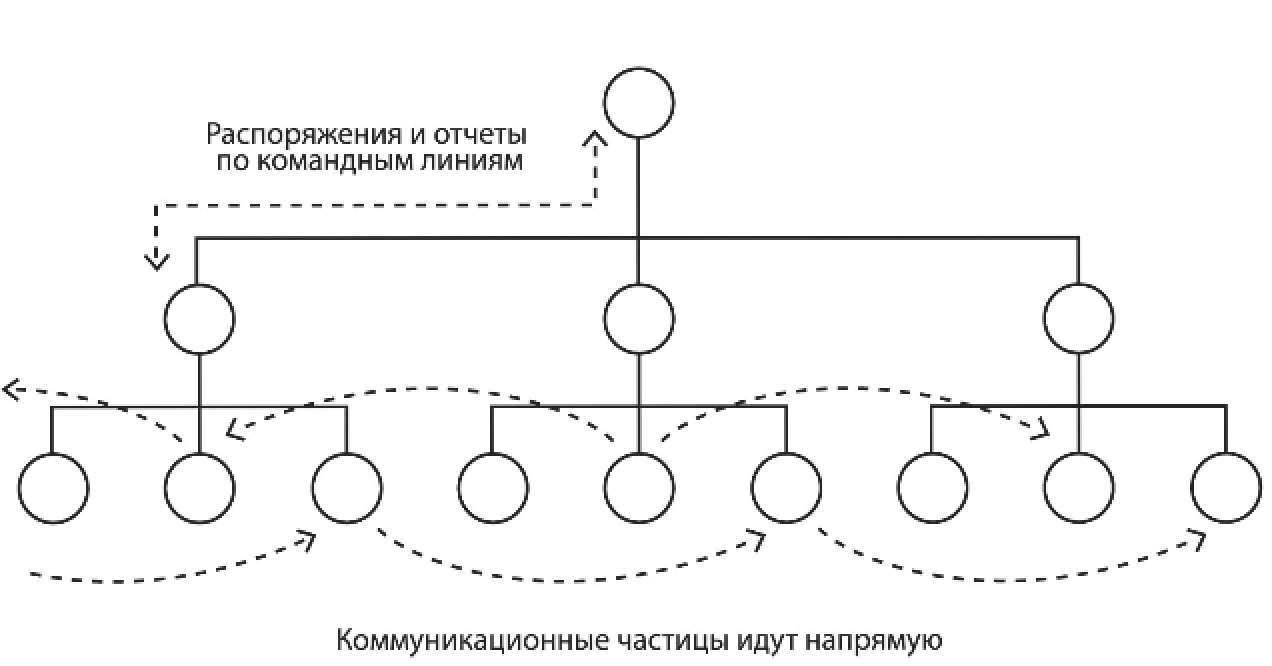 Распоряжения и отчеты
по командным линиям
Коммуникационные частицы идут напрямую